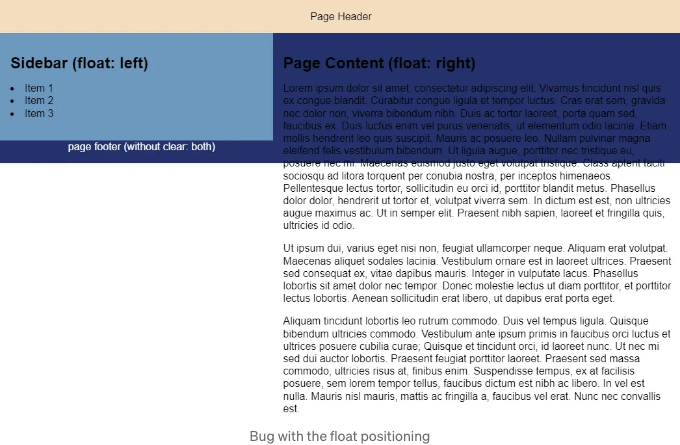 Page Header
Sidebar (float: left)
Item 1
Item 2
Item 3
page footer (without clear: both)
Page Content (float: right)
Lorem ipsum dolor sit amet, consectetur adipiscing elit. Vivamus tincidunt nisl quis
ex congue blandit. Curabitur congue ligula et tempor luctus. Cras erat sem, gravida
nec dolor non, viverra bibendum nibh. Duis ac tortor laoreet, porta quam sed,
faucibus ex. Duis luctus enim vel purus venenatis, ut elementum odio lacinia. Etiam
mollis hendrerit leo quis suscipit. Mauris ac posuere leo. Nullam pulvinar magna
eleifend felis vestibulum bibendum. Ut ligula augue, porttitor nec tristique eu,
posuere nec mi. Maecenas euismod justo eget volutpat tristique. Class aptent taciti
sociosqu ad litora torquent per conubia nostra, per inceptos himenaeos.
Pellentesque lectus tortor, sollicitudin eu orci id, porttitor blandit metus. Phasellus
dolor dolor, hendrerit ut tortor et, volutpat viverra sem. In dictum est est, non ultricies
augue maximus ac. Ut in semper elit. Praesent nibh sapien, laoreet et fringilla quis,
ultricies id odio.
Ut ipsum dui, varius eget nisi non, feugiat ullamcorper neque. Aliquam erat volutpat.
Maecenas aliquet sodales lacinia. Vestibulum ornare est in laoreet ultrices. Praesent
sed consequat ex, vitae dapibus mauris. Integer in vulputate lacus. Phasellus
lobortis sit amet dolor nec tempor. Donec molestie lectus ut diam porttitor, et porttitor
lectus lobortis. Aenean sollicitudin erat libero, ut dapibus erat porta eget.
Aliquam tincidunt lobortis leo rutrum commodo. Duis vel tempus ligula. Quisque
bibendum ultricies commodo. Vestibulum ante ipsum primis in faucibus orci luctus et
ultrices posuere cubilia curae; Quisque et tincidunt orci, id laoreet nunc. Ut nec mi
sed dui auctor lobortis. Praesent feugiat porttitor laoreet. Praesent sed massa
commodo, ultricies risus at, finibus enim. Suspendisse tempus, ex at facilisis
posuere, sem lorem tempor tellus, faucibus dictum est nibh ac libero. In vel est
nulla. Mauris nisl mauris, mattis ac fringilla a, faucibus vel erat. Nunc nec convallis
est.
Bug with the float positioning